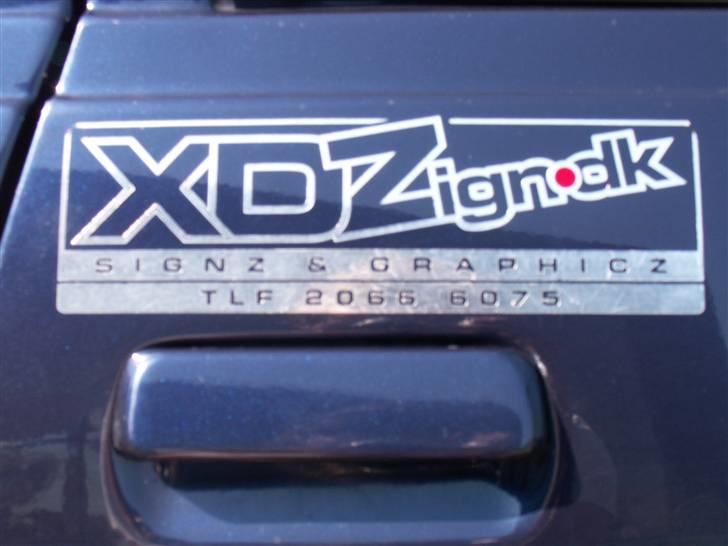 XDZign.dk
SIGNZ & GRAPHICZ
TLF 2066 6075